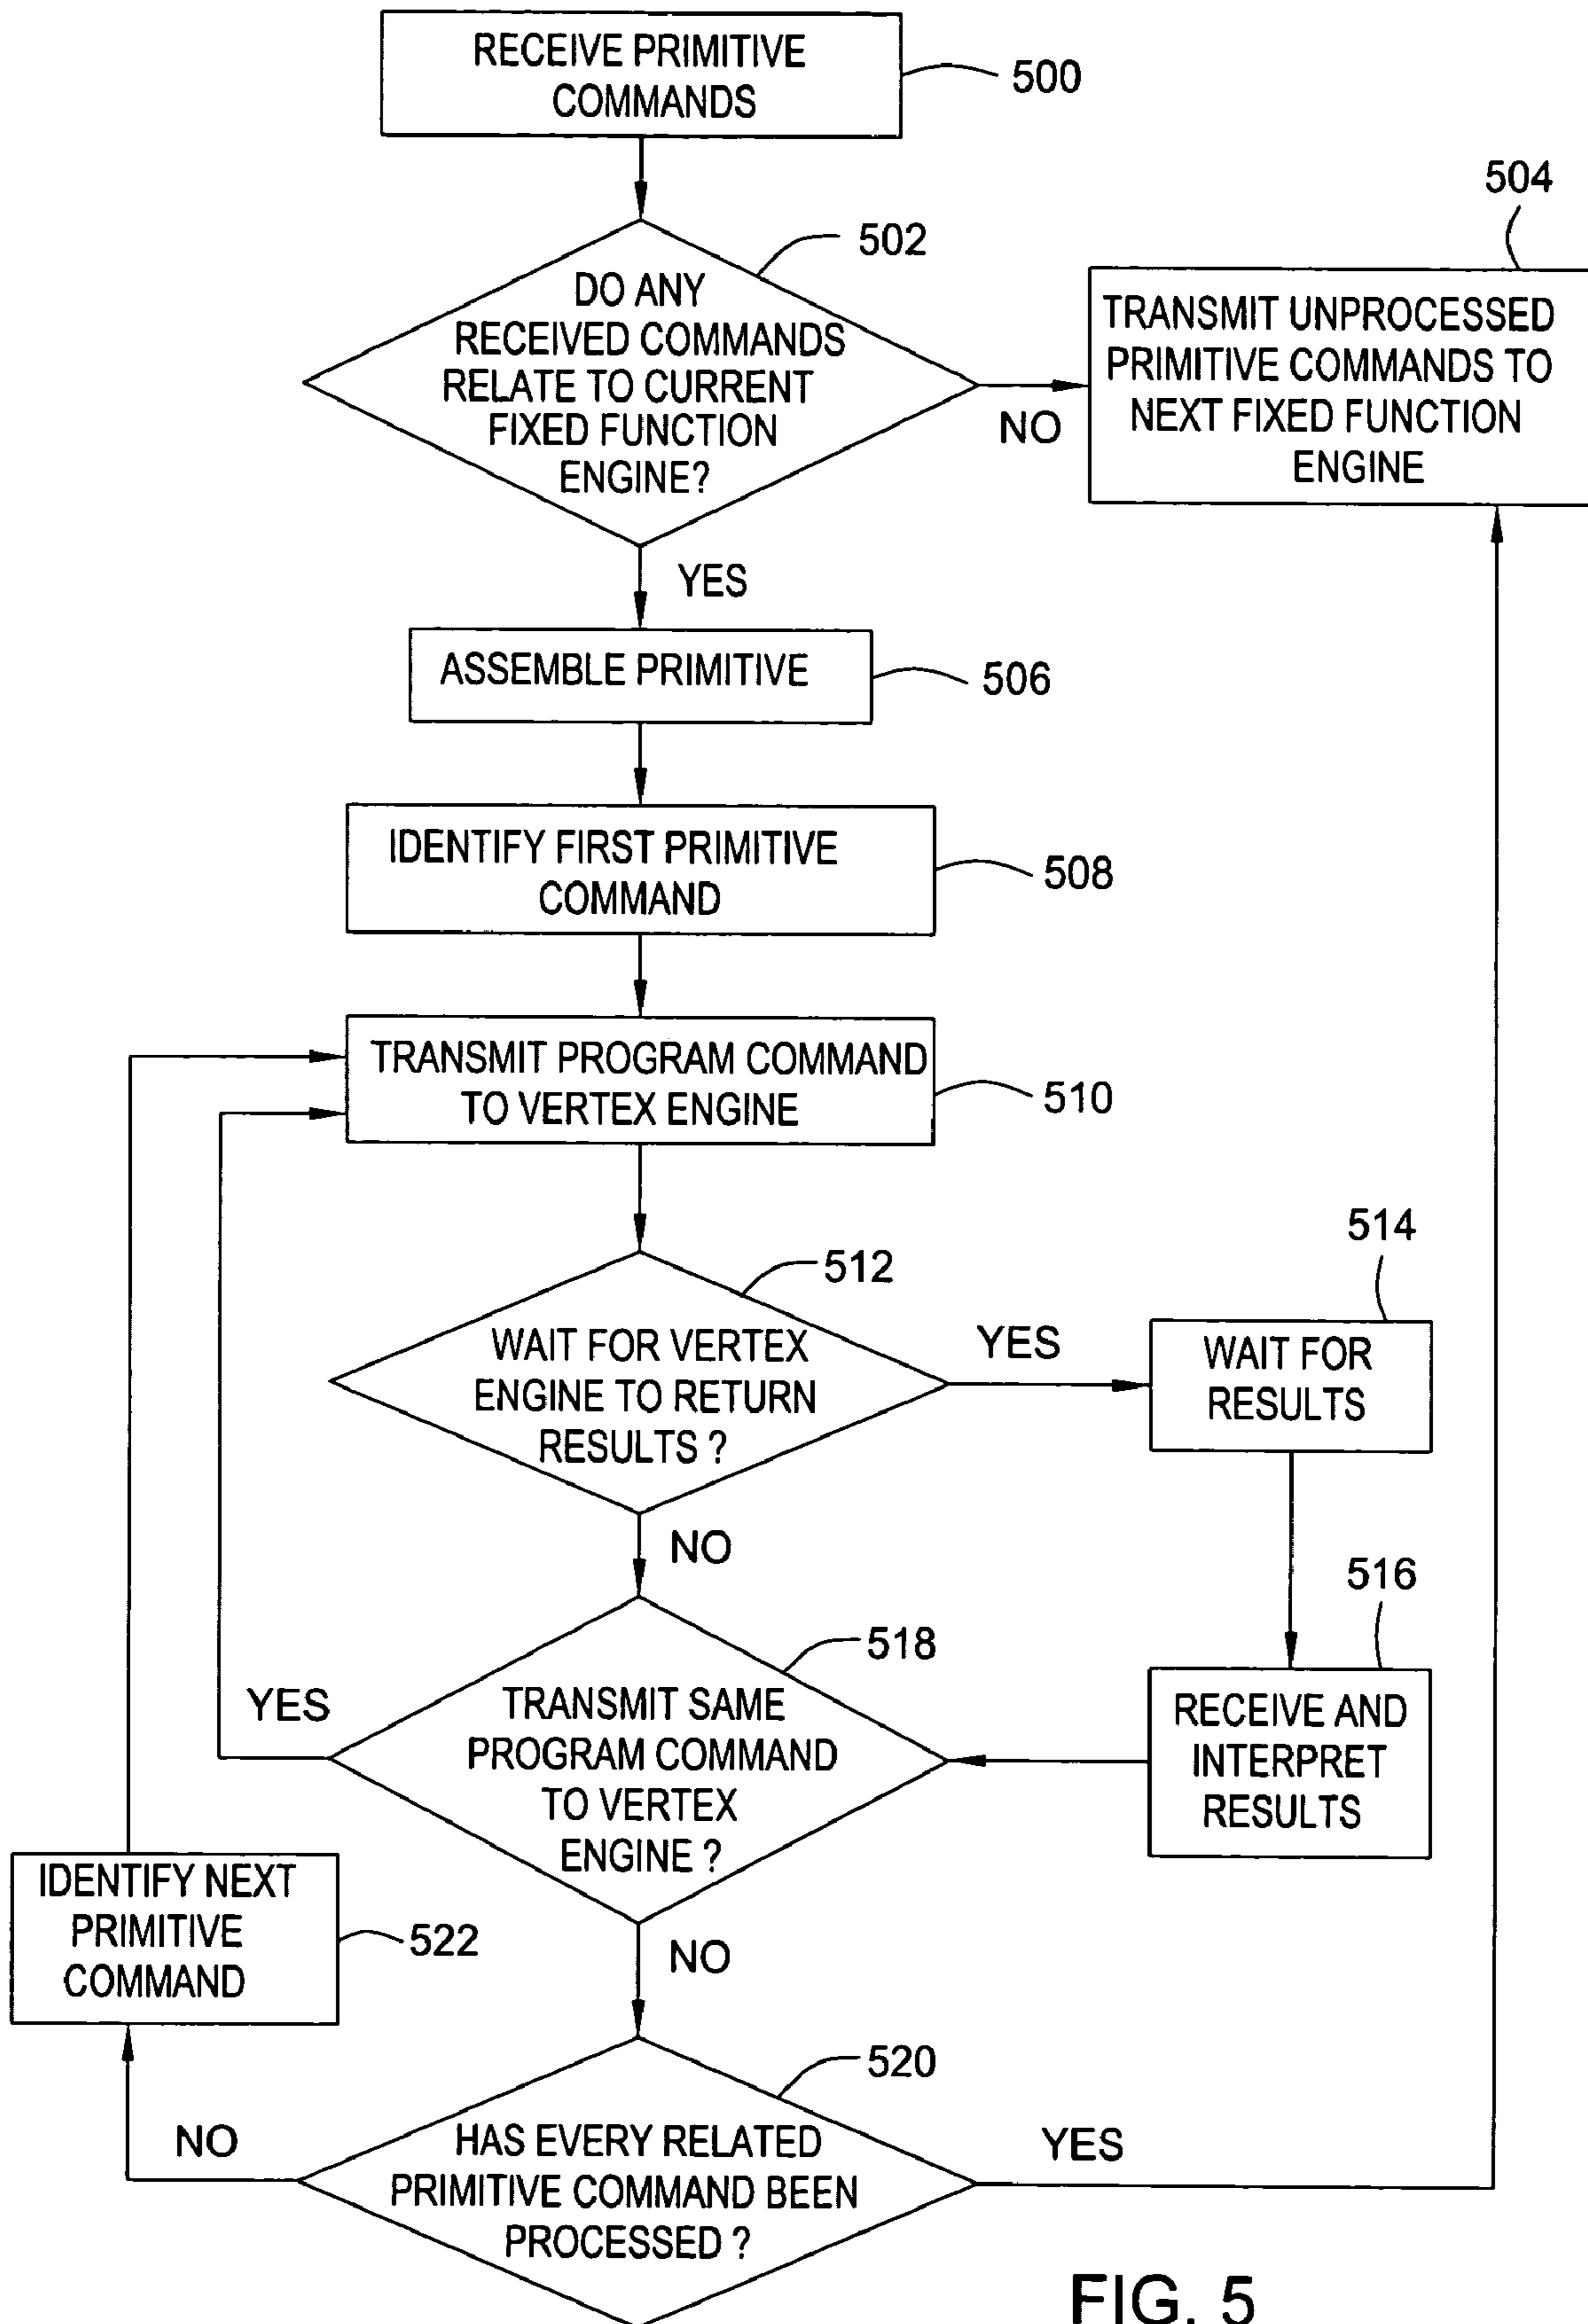 RECEIVE PRIMITIVE
COMMANDS
500
502
DO ANY
RECEIVED COMMANDS
RELATE TO CURRENT
FIXED FUNCTION
ENGINE?
NO
504
TRANSMIT UNPROCESSED
PRIMITIVE COMMANDS TO
NEXT FIXED FUNCTION
ENGINE
YES
ASSEMBLE PRIMITIVE
506
IDENTIFY FIRST PRIMITIVE
COMMAND
508
TRANSMIT PROGRAM COMMAND
TO VERTEX ENGINE
510
512
WAIT FOR VERTEX
ENGINE TO RETURN
RESULTS ?
YES
514
WAIT FOR
RESULTS
NO
516
RECEIVE AND
INTERPRET
RESULTS
518
TRANSMIT SAME
PROGRAM COMMAND
TO VERTEX
ENGINE ?
YES
NO
IDENTIFY NEXT
PRIMITIVE
COMMAND
522
520
HAS EVERY RELATED
PRIMITIVE COMMAND BEEN
PROCESSED ?
NO
YES
FIG. 5